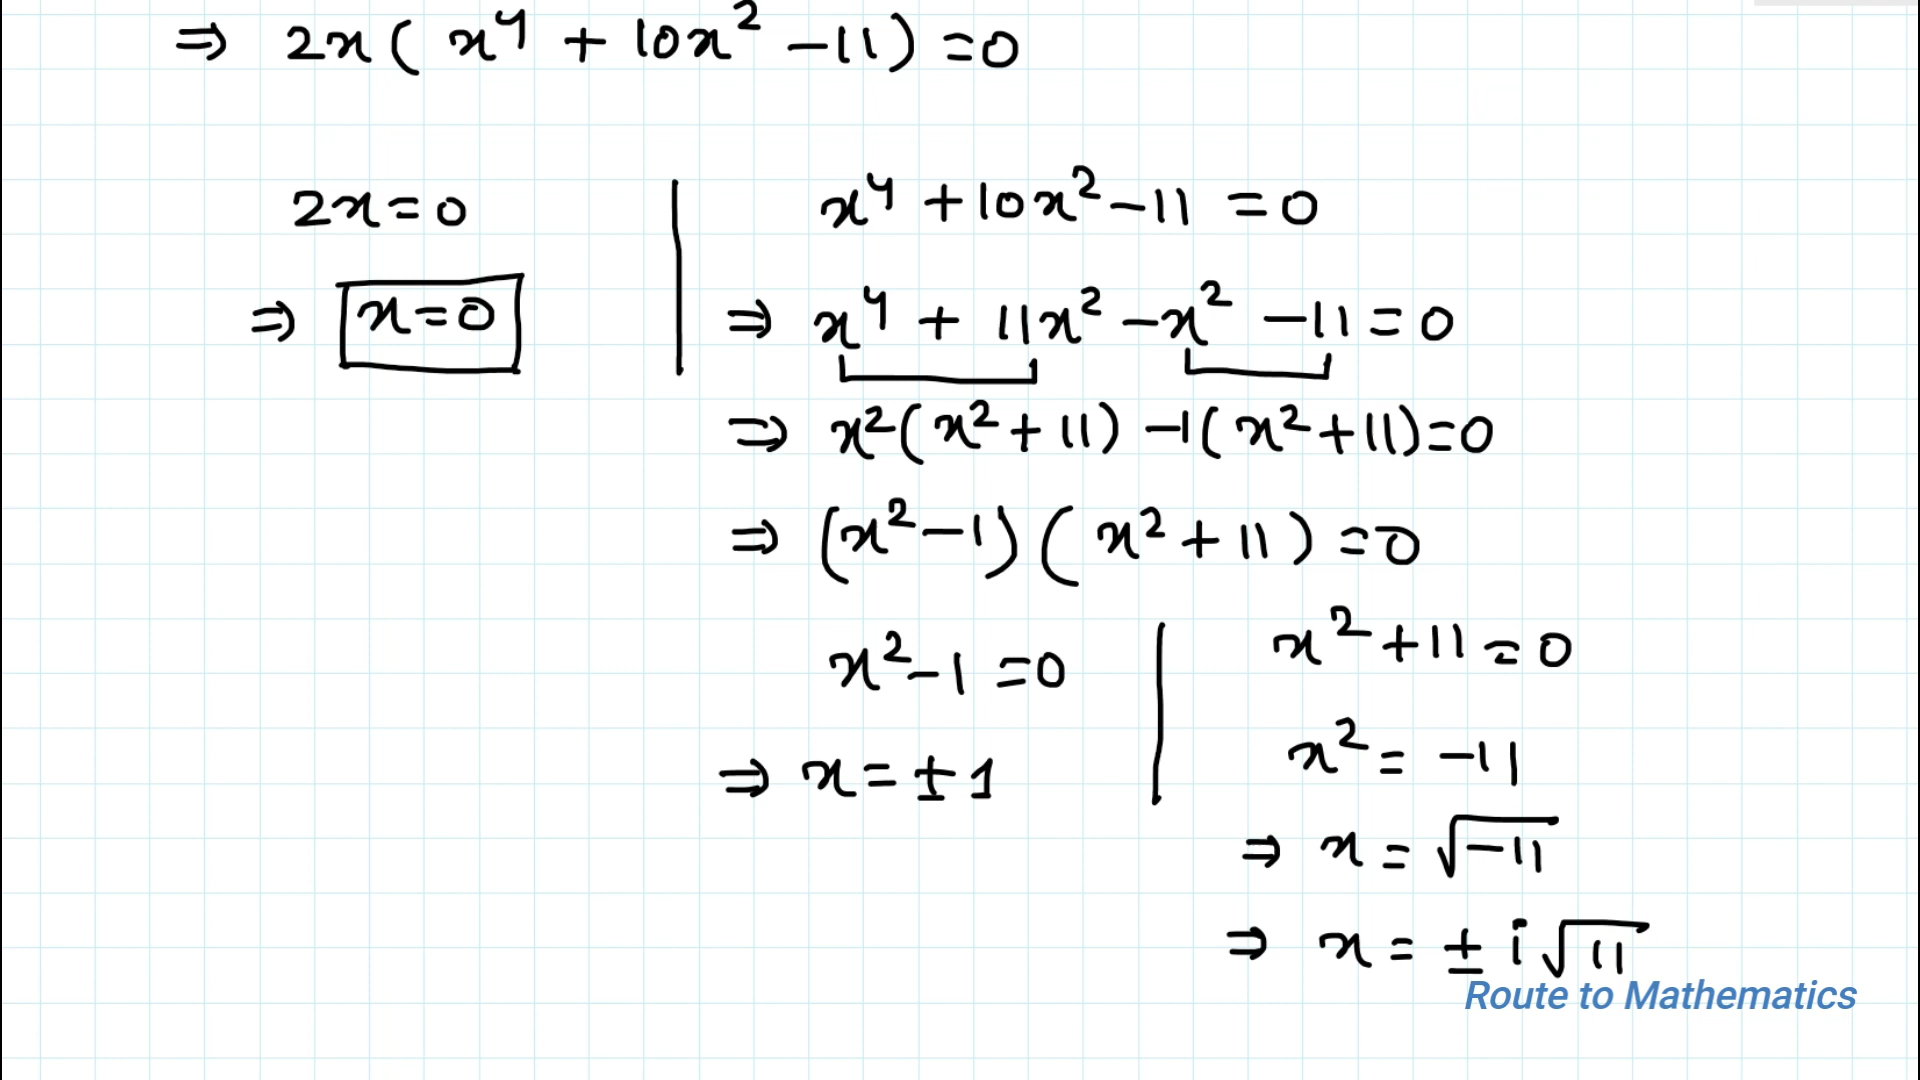 ⇒ 2x( x⁴ + 10x² −11) =0
2x=0
⇒ x=0
x⁴ +10x²−11 =0
⇒ x⁴ + 11x² −x² −11=0
⇒ x²(x²+11) −1(x²+11)=0
⇒ (x²−1)( x²+11)=0
x²−1=0
⇒ x=±1
x²+11=0
x²= −11
⇒ x=√−11
⇒ x= ± i√11
Route to Mathematics